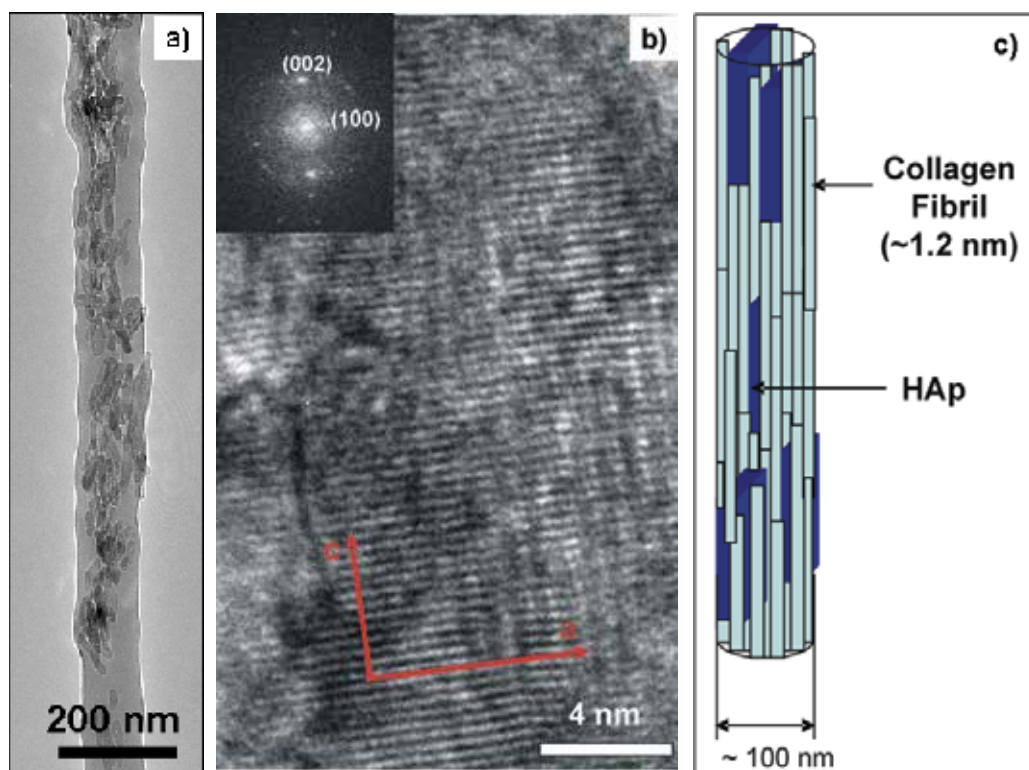 a)
200 nm
b)
(002)
(100)
c
a
4 nm
c)
Collagen
Fibril
(~1.2 nm)
HAp
~ 100 nm